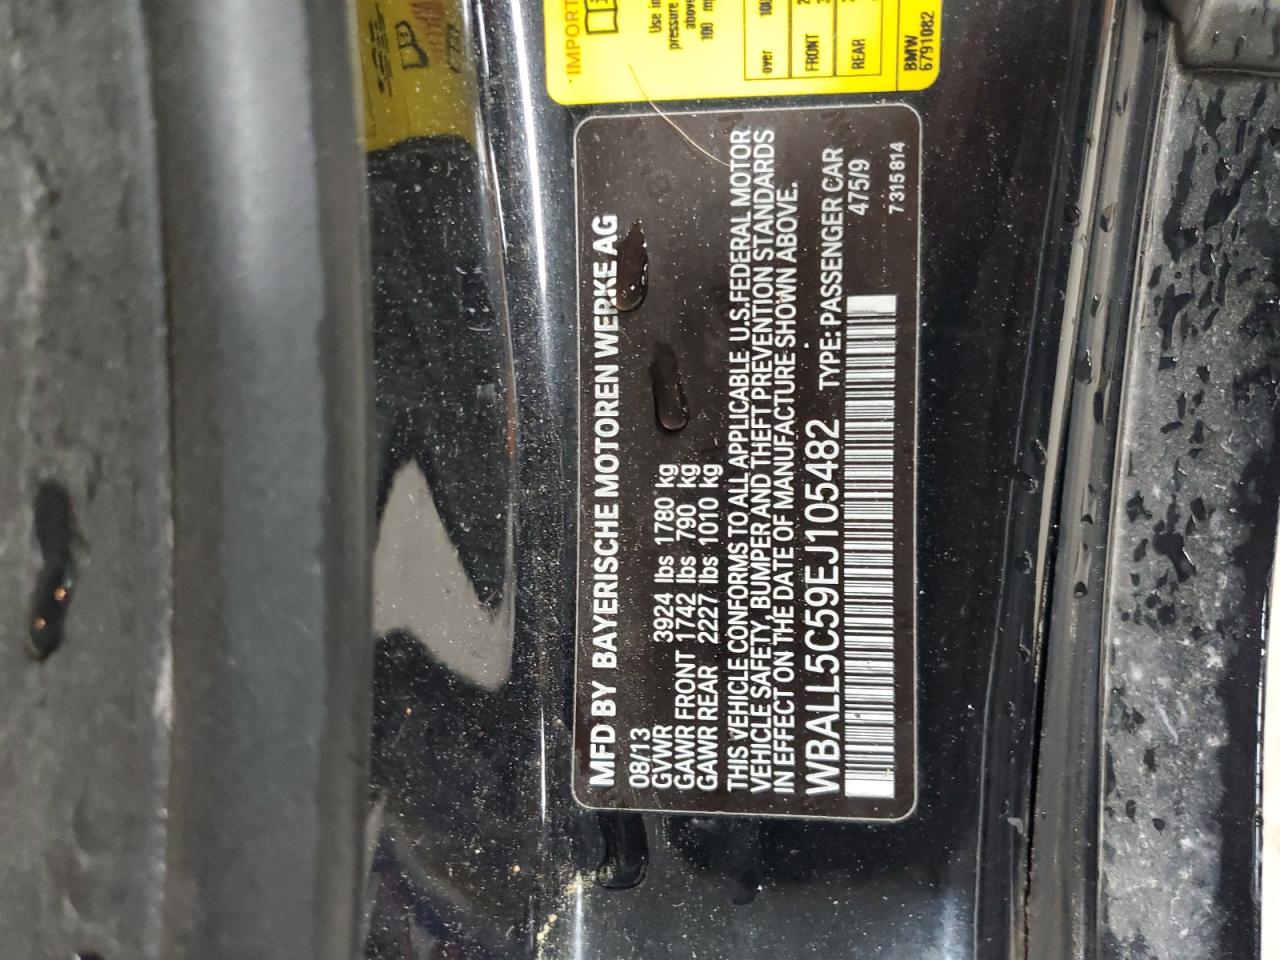 MFD BY BAYERISCHE MOTOREN WERKE AG
08/13
GVWR 3924 lbs 1780 kg
GAWR FRONT 1742 lbs 790 kg
GAWR REAR 2227 lbs 1010 kg
THIS VEHICLE CONFORMS TO ALL APPLICABLE U.S.FEDERAL MOTOR
VEHICLE SAFETY, BUMPER AND THEFT PREVENTION STANDARDS
IN EFFECT ON THE DATE OF MANUFACTURE SHOWN ABOVE.
WBALL5C59EJ105482 TYPE: PASSENGER CAR
475/9
7 315 814
Use in
pressure
above
100
over 100
FRONT
REAR
BMW
6791082